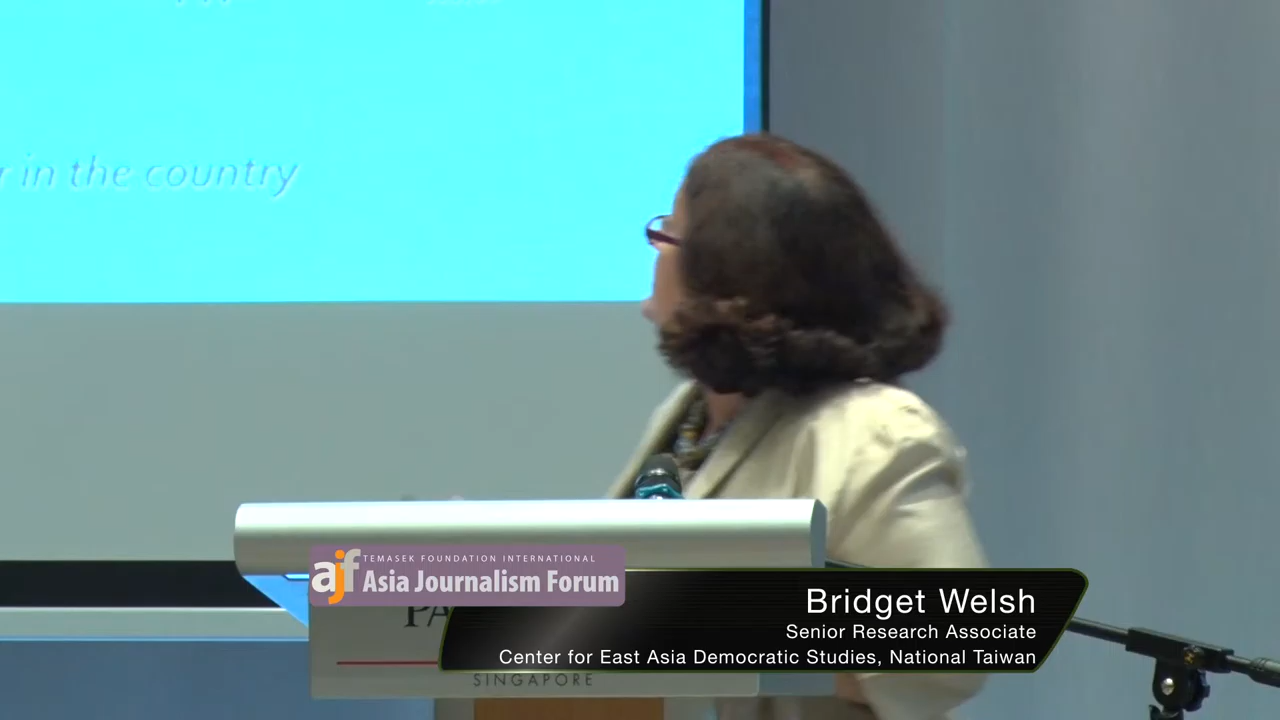 in the country
ajf
TEMASEK FOUNDATION INTERNATIONAL
Asia Journalism Forum
Bridget Welsh
Senior Research Associate
Center for East Asia Democratic Studies, National Taiwan
SINGAPORE